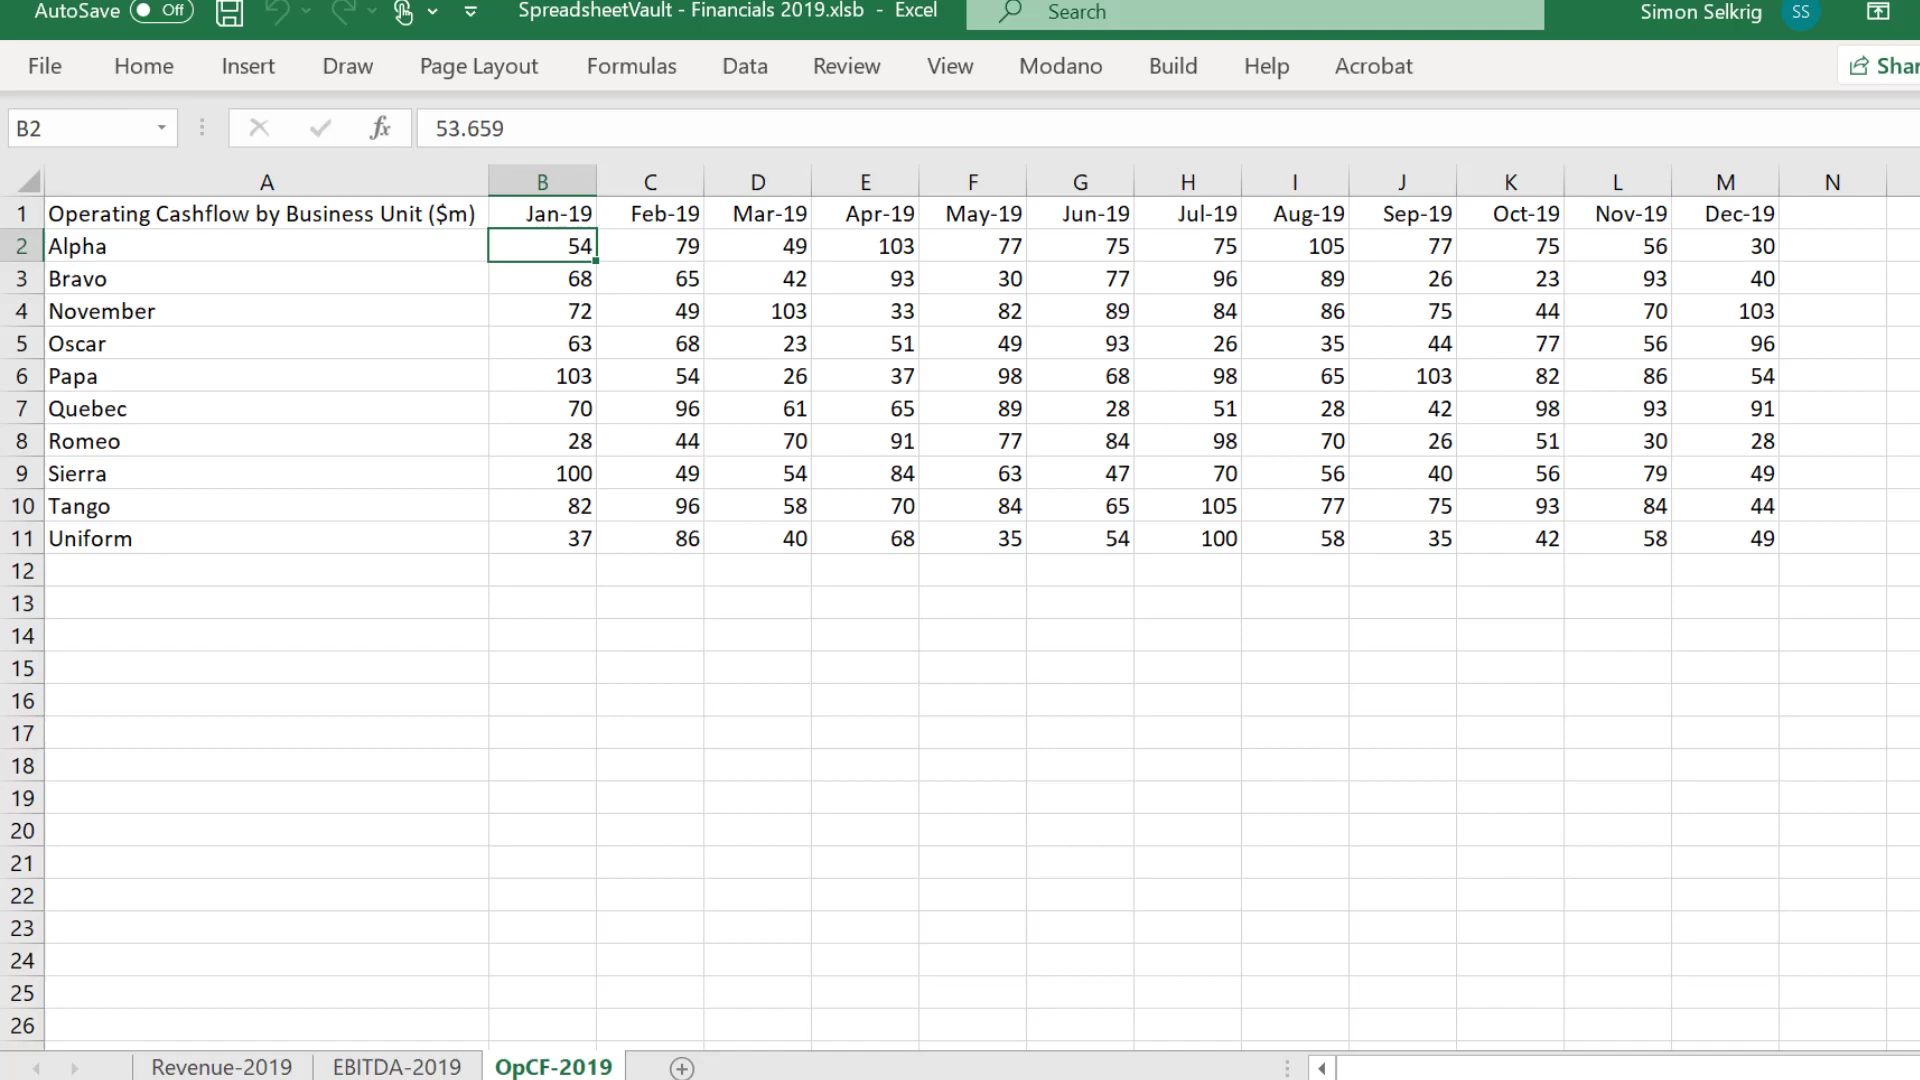 AutoSave Off SpreadsheetVault - Financials 2019.xlsb - Excel Search Simon Selkrig SS
File Home Insert Draw Page Layout Formulas Data Review View Modano Build Help Acrobat Shar
B2 fx 53.659
A B C D E F G H I J K L M N
1 Operating Cashflow by Business Unit ($m) Jan-19 Feb-19 Mar-19 Apr-19 May-19 Jun-19 Jul-19 Aug-19 Sep-19 Oct-19 Nov-19 Dec-19
2 Alpha 54 79 49 103 77 75 75 105 77 75 56 30
3 Bravo 68 65 42 93 30 77 96 89 26 23 93 40
4 November 72 49 103 33 82 89 84 86 75 44 70 103
5 Oscar 63 68 23 51 49 93 26 35 44 77 56 96
6 Papa 103 54 26 37 98 68 98 65 103 82 86 54
7 Quebec 70 96 61 65 89 28 51 28 42 98 93 91
8 Romeo 28 44 70 91 77 84 98 70 26 51 30 28
9 Sierra 100 49 54 84 63 47 70 56 40 56 79 49
10 Tango 82 96 58 70 84 65 105 77 75 93 84 44
11 Uniform 37 86 40 68 35 54 100 58 35 42 58 49
12
13
14
15
16
17
18
19
20
21
22
23
24
25
26
Revenue-2019 EBITDA-2019 OpCF-2019